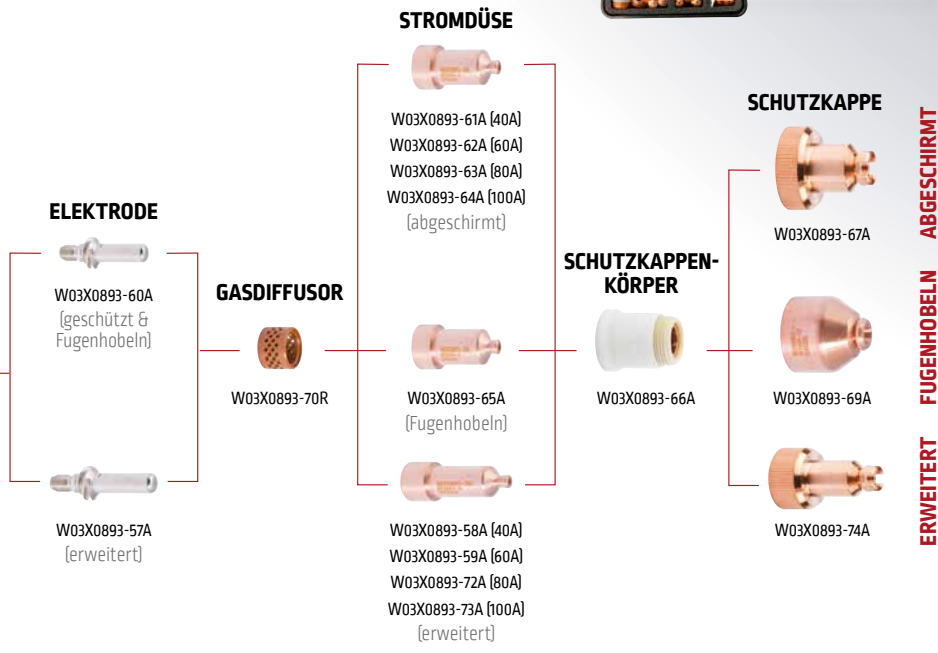 STROMDÜSE
W03X0893-61A (40A)
W03X0893-62A (60A)
W03X0893-63A (80A)
W03X0893-64A (100A)
(abgeschirmt)
ELEKTRODE
W03X0893-60A
(geschützt &
Fugenhobeln)
GASDIFFUSOR
W03X0893-70R
W03X0893-65A
(Fugenhobeln)
SCHUTZKAPPEN-
KÖRPER
W03X0893-66A
SCHUTZKAPPE
W03X0893-67A
ABGESCHIRMT
W03X0893-69A
FUGENHOBELN
W03X0893-74A
ERWEITERT
W03X0893-57A
(erweitert)
W03X0893-58A (40A)
W03X0893-59A (60A)
W03X0893-72A (80A)
W03X0893-73A (100A)
(erweitert)